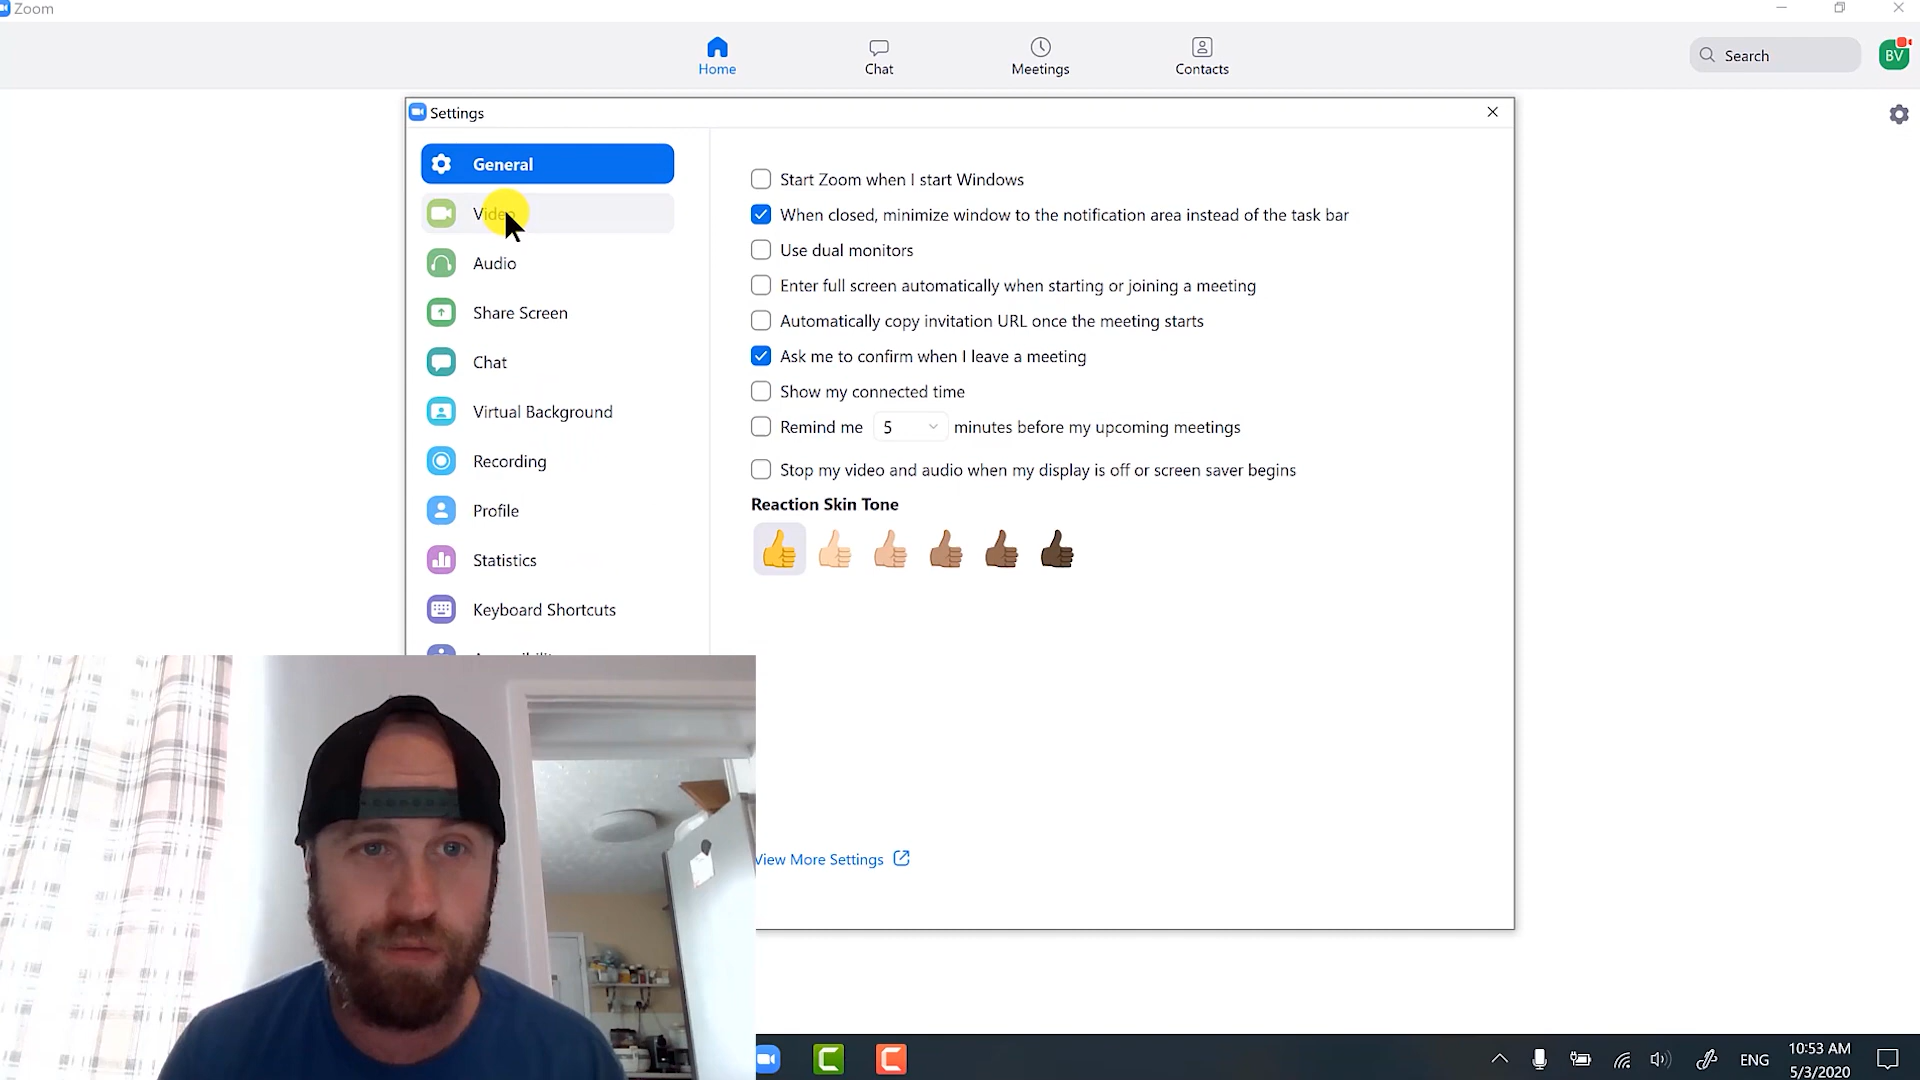 Zoom
Home
Chat
Meetings
Contacts
Search
BV
Settings
General
Video
Audio
Share Screen
Chat
Virtual Background
Recording
Profile
Statistics
Keyboard Shortcuts
Start Zoom when I start Windows
When closed, minimize window to the notification area instead of the task bar
Use dual monitors
Enter full screen automatically when starting or joining a meeting
Automatically copy invitation URL once the meeting starts
Ask me to confirm when I leave a meeting
Show my connected time
Remind me 5 minutes before my upcoming meetings
Stop my video and audio when my display is off or screen saver begins
Reaction Skin Tone
View More Settings
ENG
10:53 AM
5/3/2020